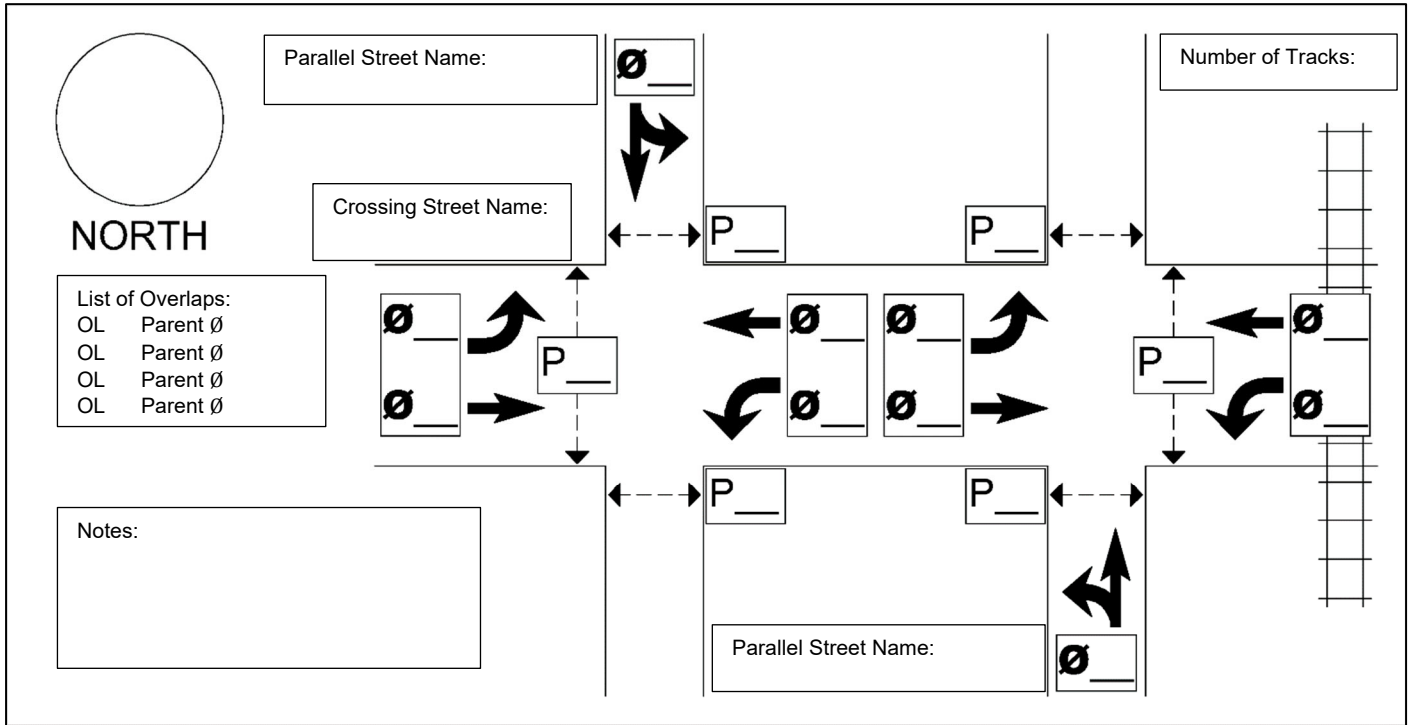 Parallel Street Name:
Ø__
Number of Tracks:
Crossing Street Name:
NORTH
P__
P__
List of Overlaps:
OL Parent Ø
OL Parent Ø
OL Parent Ø
OL Parent Ø
Ø__
Ø__
P__
Ø__
Ø__
Ø__
Ø__
P__
Ø__
Ø__
P__
P__
Notes:
Parallel Street Name:
Ø__